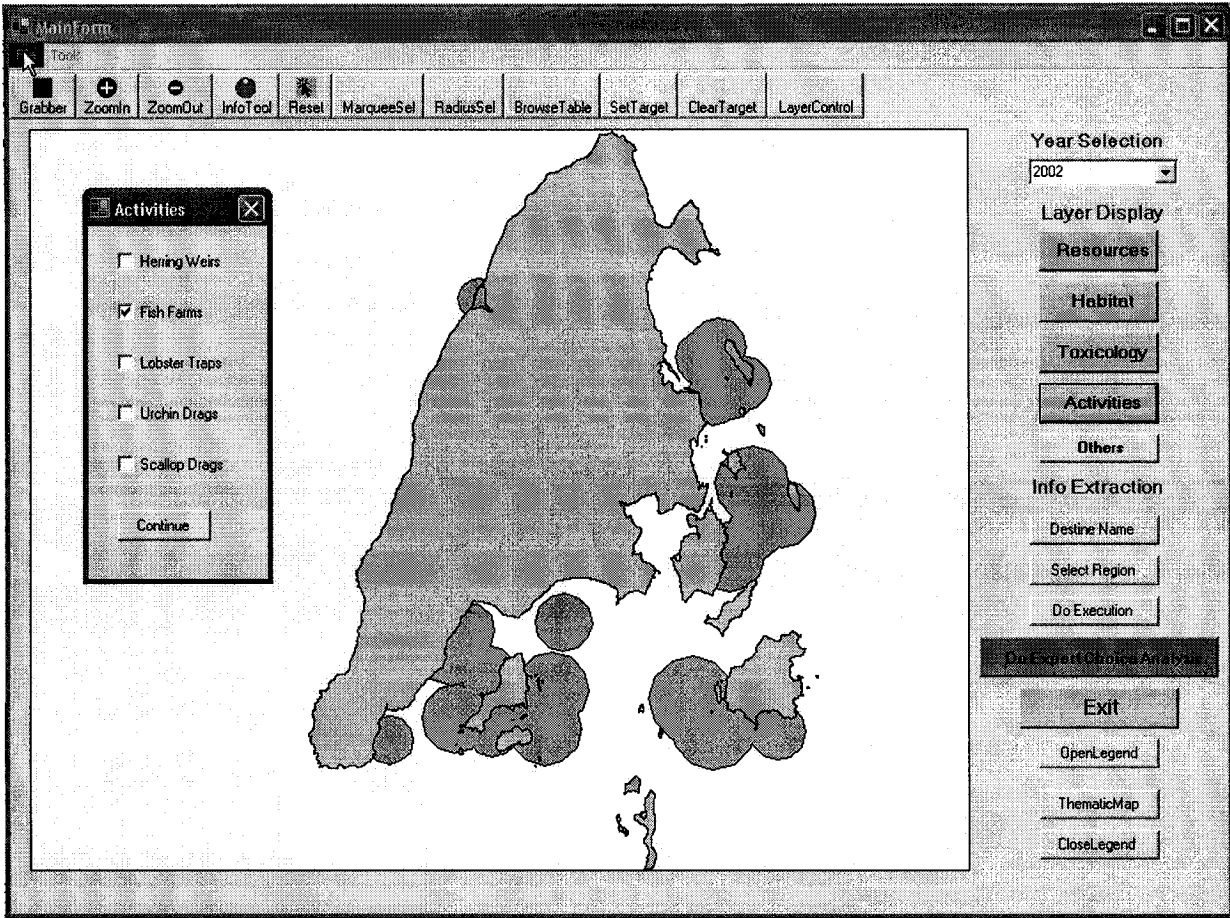 MainForm
Tools
Grabber ZoomIn ZoomOut InfoTool Reset MarqueeSel RadiusSel BrowseTable SetTarget ClearTarget LayerControl
Activities
Herring Weirs
Fish Farms
Lobster Traps
Urchin Drags
Scallop Drags
Continue
Year Selection
2002
Layer Display
Resources
Habitat
Toxicology
Activities
Others
Info Extraction
Destine Name
Select Region
Do Execution
Do Expert Choice Analysis
Exit
OpenLegend
ThematicMap
CloseLegend